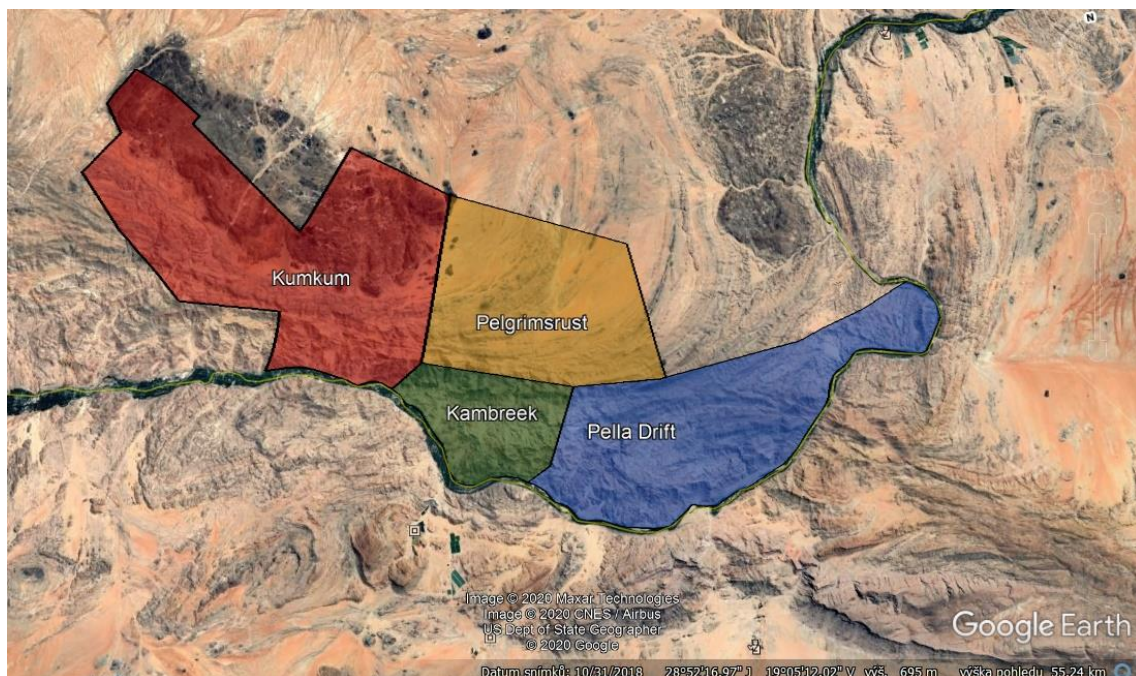 N
Kumkum
Pelgrimsrust
Kambreek
Pella Drift
Image © 2020 Maxar Technologies
Image © 2020 CNES / Airbus
US Dept of State Geographer
© 2020 Google
Google Earth
Datum snímků: 10/31/2018 28°52'16.97" J 19°05'12.02" V výš. 695 m výška pohledu 55.24 km